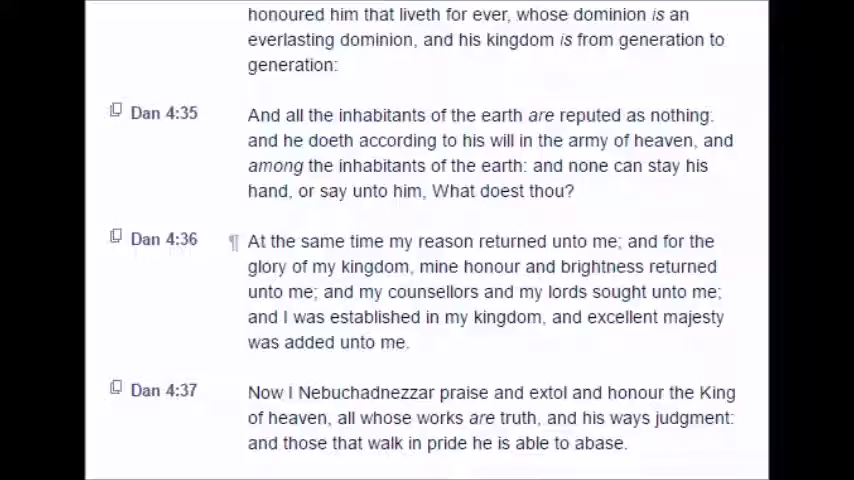 honoured him that liveth for ever, whose dominion is an
everlasting dominion, and his kingdom is from generation to
generation:
Dan 4:35 And all the inhabitants of the earth are reputed as nothing:
and he doeth according to his will in the army of heaven, and
among the inhabitants of the earth: and none can stay his
hand, or say unto him, What doest thou?
Dan 4:36 ¶ At the same time my reason returned unto me; and for the
glory of my kingdom, mine honour and brightness returned
unto me; and my counsellors and my lords sought unto me;
and I was established in my kingdom, and excellent majesty
was added unto me.
Dan 4:37 Now I Nebuchadnezzar praise and extol and honour the King
of heaven, all whose works are truth, and his ways judgment:
and those that walk in pride he is able to abase.